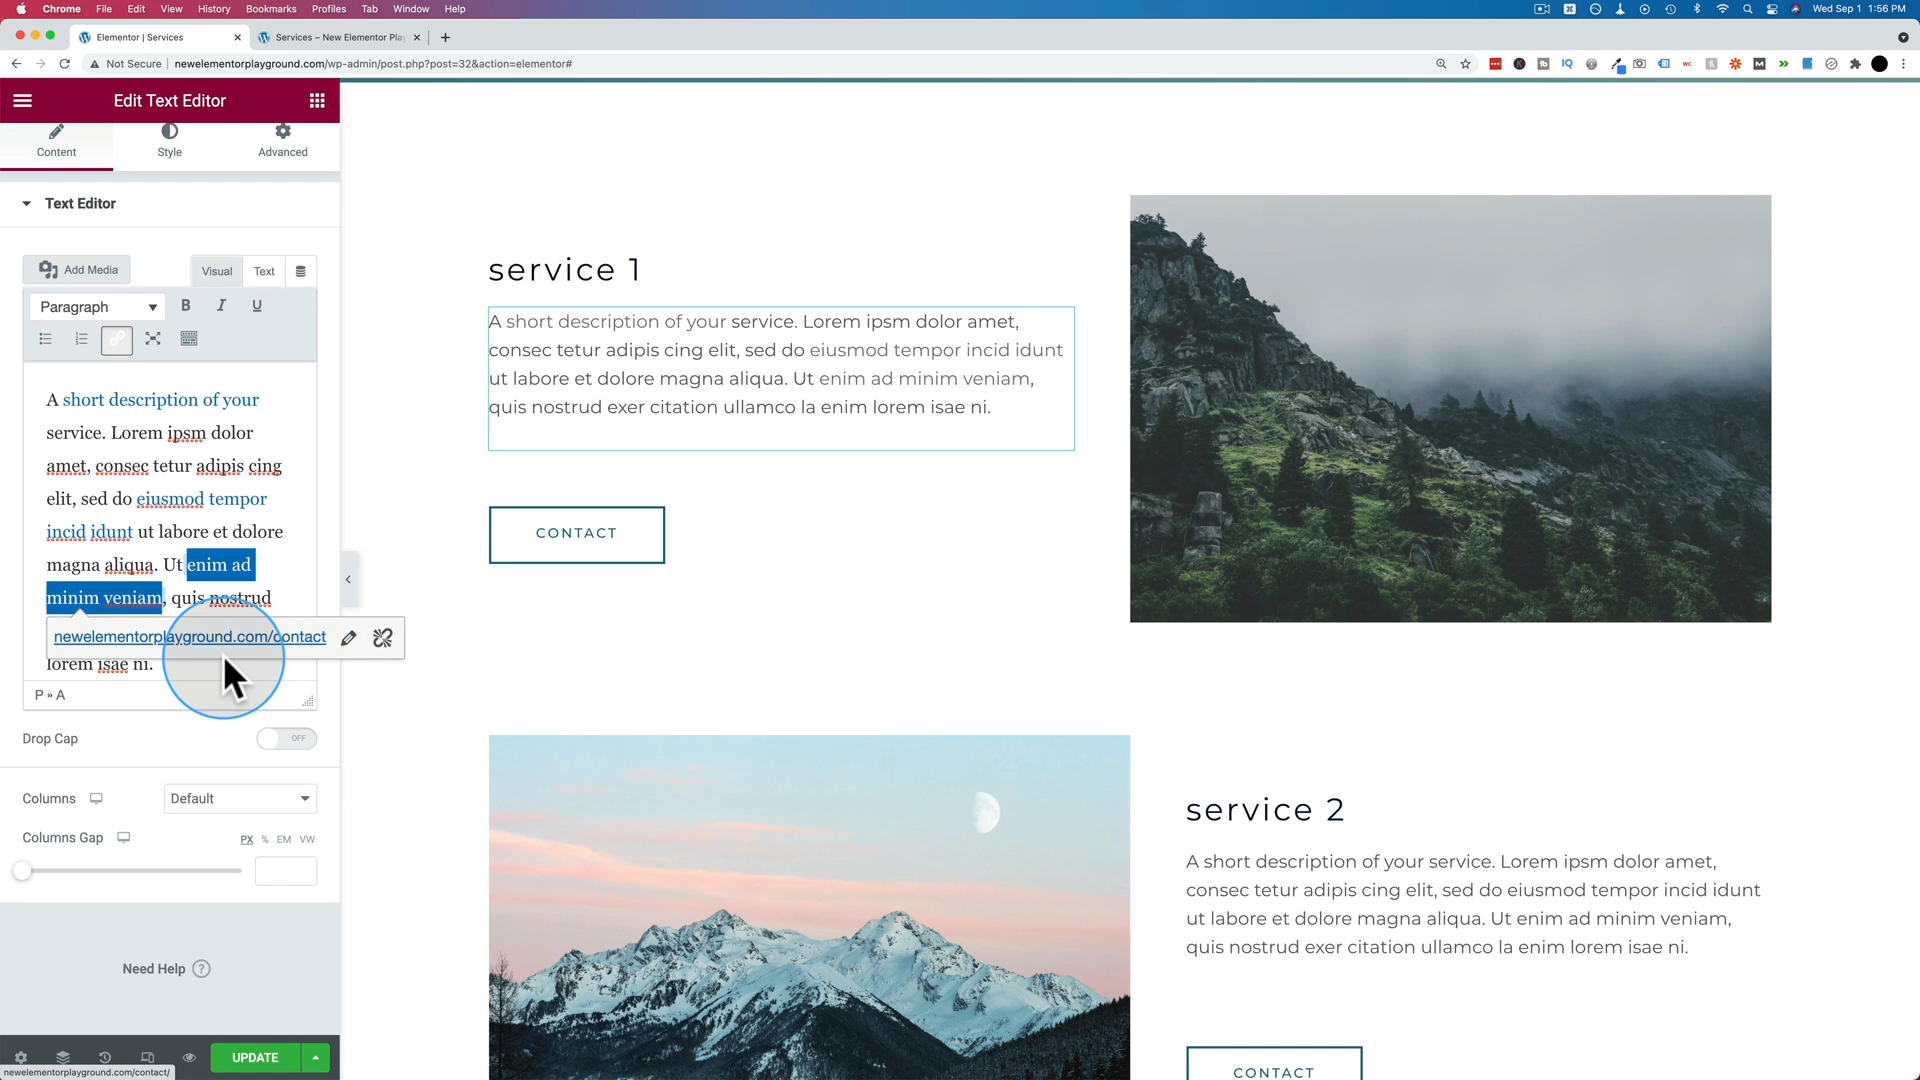 Chrome File Edit View History Bookmarks Profiles Tab Window Help
Wed Sep 1 1:56 PM
Elementor | Services
Services – New Elementor Play
Not Secure newelementorplayground.com/wp-admin/post.php?post=32&action=elementor#
Edit Text Editor
Content
Style
Advanced
Text Editor
Add Media
Visual
Text
Paragraph
B I U
A short description of your
service. Lorem ipsm dolor
amet, consec tetur adipis cing
elit, sed do eiusmod tempor
incid idunt ut labore et dolore
magna aliqua. Ut enim ad
minim veniam, quis nostrud
newelementorplayground.com/contact
lorem isae ni.
P » A
Drop Cap
OFF
Columns
Default
Columns Gap
PX % EM VW
Need Help ?
UPDATE
newelementorplayground.com/contact/
service 1
A short description of your service. Lorem ipsm dolor amet,
consec tetur adipis cing elit, sed do eiusmod tempor incid idunt
ut labore et dolore magna aliqua. Ut enim ad minim veniam,
quis nostrud exer citation ullamco la enim lorem isae ni.
CONTACT
service 2
A short description of your service. Lorem ipsm dolor amet,
consec tetur adipis cing elit, sed do eiusmod tempor incid idunt
ut labore et dolore magna aliqua. Ut enim ad minim veniam,
quis nostrud exer citation ullamco la enim lorem isae ni.
CONTACT